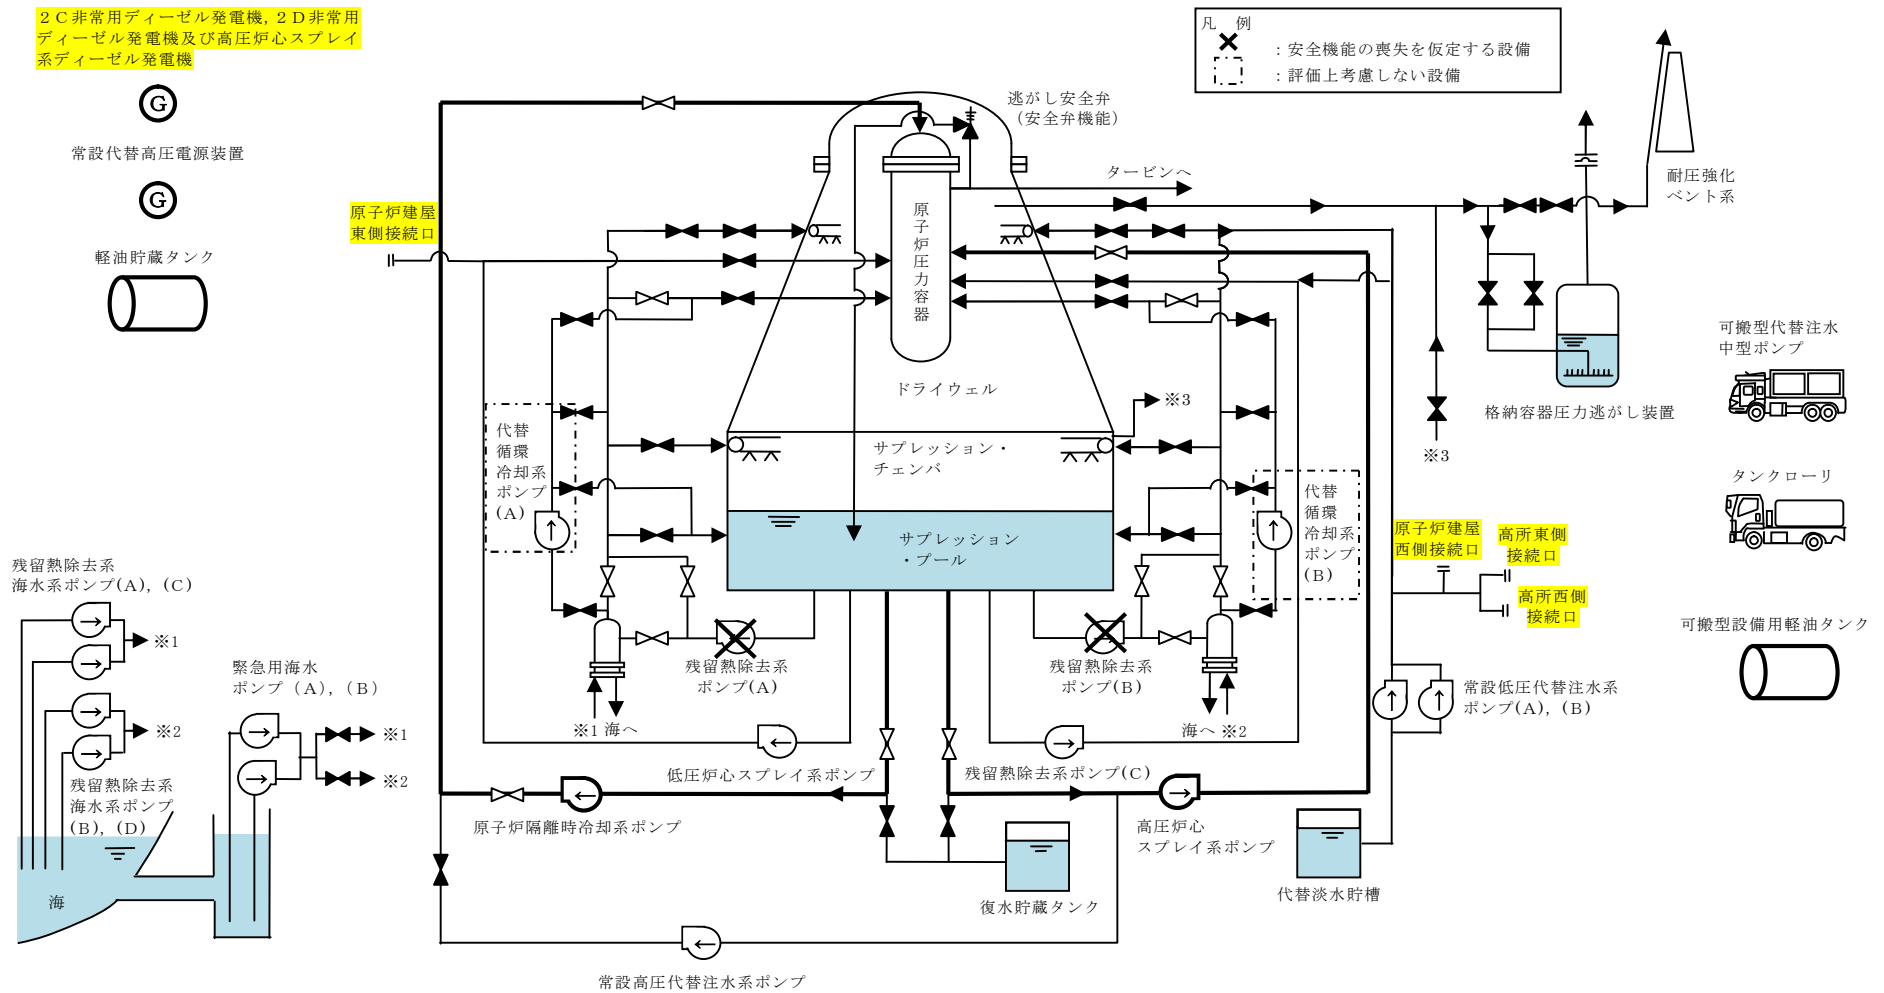 ２Ｃ非常用ディーゼル発電機，２Ｄ非常用
ディーゼル発電機及び高圧炉心スプレイ
系ディーゼル発電機
G
常設代替高圧電源装置
G
軽油貯蔵タンク
原子炉建屋
東側接続口
凡　例
：安全機能の喪失を仮定する設備
：評価上考慮しない設備
逃がし安全弁
（安全弁機能）
タービンへ
耐圧強化
ベント系
原子炉圧力容器
ドライウェル
※3
サプレッション・
チェンバ
サプレッション
・プール
代替
循環
冷却系
ポンプ
(A)
代替
循環
冷却系
ポンプ
(B)
※3
格納容器圧力逃がし装置
可搬型代替注水
中型ポンプ
タンクローリ
可搬型設備用軽油タンク
原子炉建屋
西側接続口
高所東側
接続口
高所西側
接続口
残留熱除去系
海水系ポンプ(A)，(C)
※1
※2
残留熱除去系
海水系ポンプ
(B)，(D)
海
緊急用海水
ポンプ（A），（B）
※1
※2
残留熱除去系
ポンプ(A)
※1 海へ
残留熱除去系
ポンプ(B)
海へ ※2
常設低圧代替注水系
ポンプ(A)，(B)
低圧炉心スプレイ系ポンプ
残留熱除去系ポンプ(C)
原子炉隔離時冷却系ポンプ
高圧炉心
スプレイ系ポンプ
復水貯蔵タンク
代替淡水貯槽
常設高圧代替注水系ポンプ